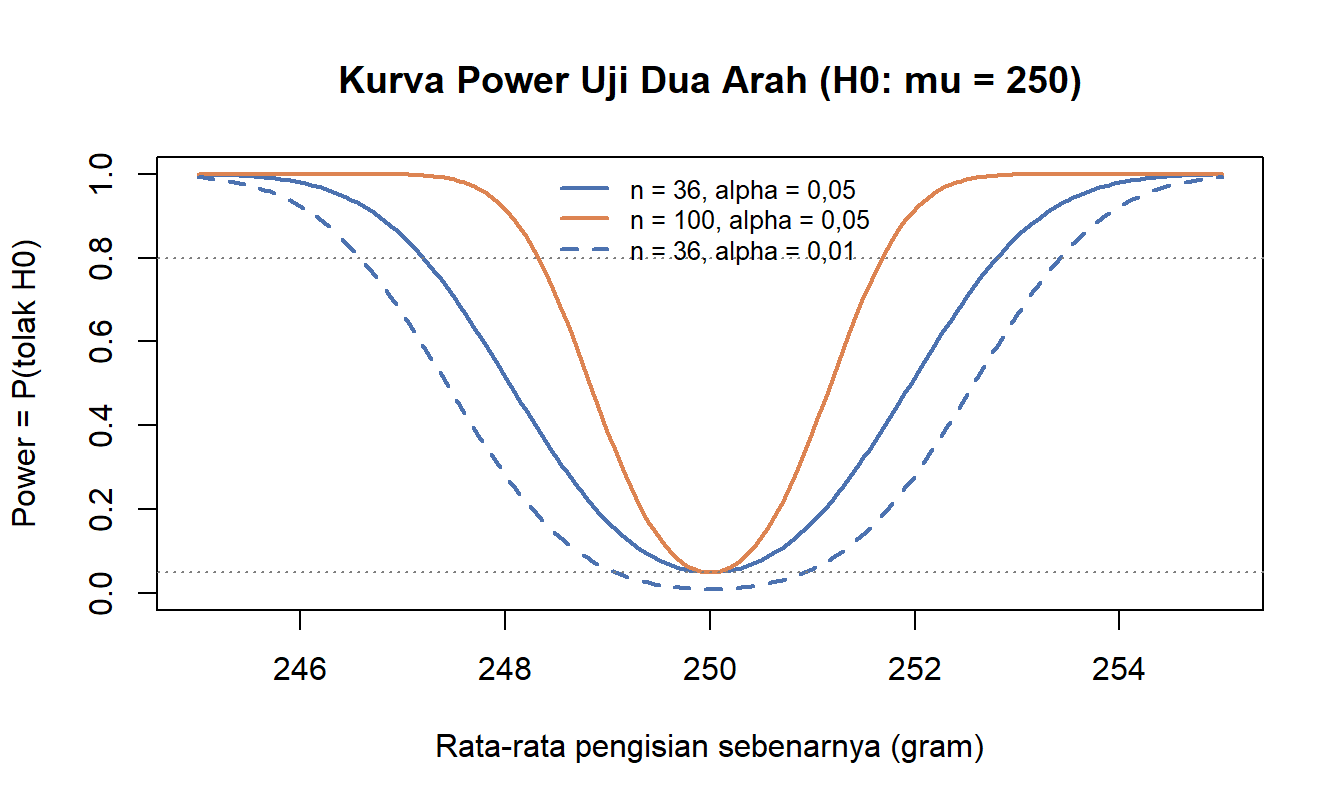 Kurva Power Uji Dua Arah (H0: mu = 250)
n = 36, alpha = 0,05
n = 100, alpha = 0,05
n = 36, alpha = 0,01
Power = P(tolak H0)
1.0
0.8
0.6
0.4
0.2
0.0
246 248 250 252 254
Rata-rata pengisian sebenarnya (gram)